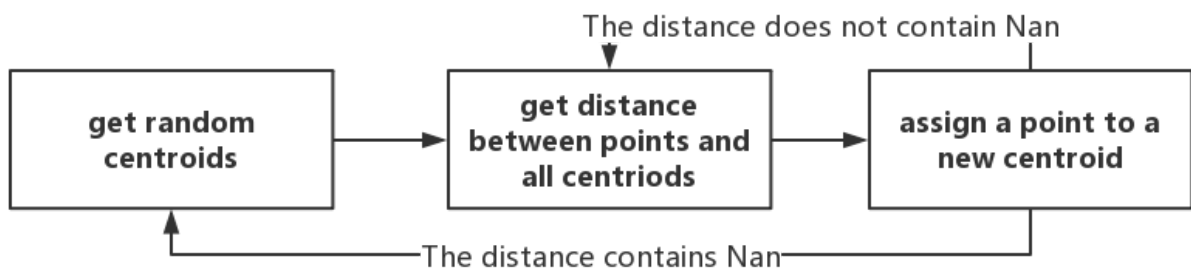 The distance does not contain Nan
get random
centroids
get distance
between points and
all centriods
assign a point to a
new centroid
The distance contains Nan